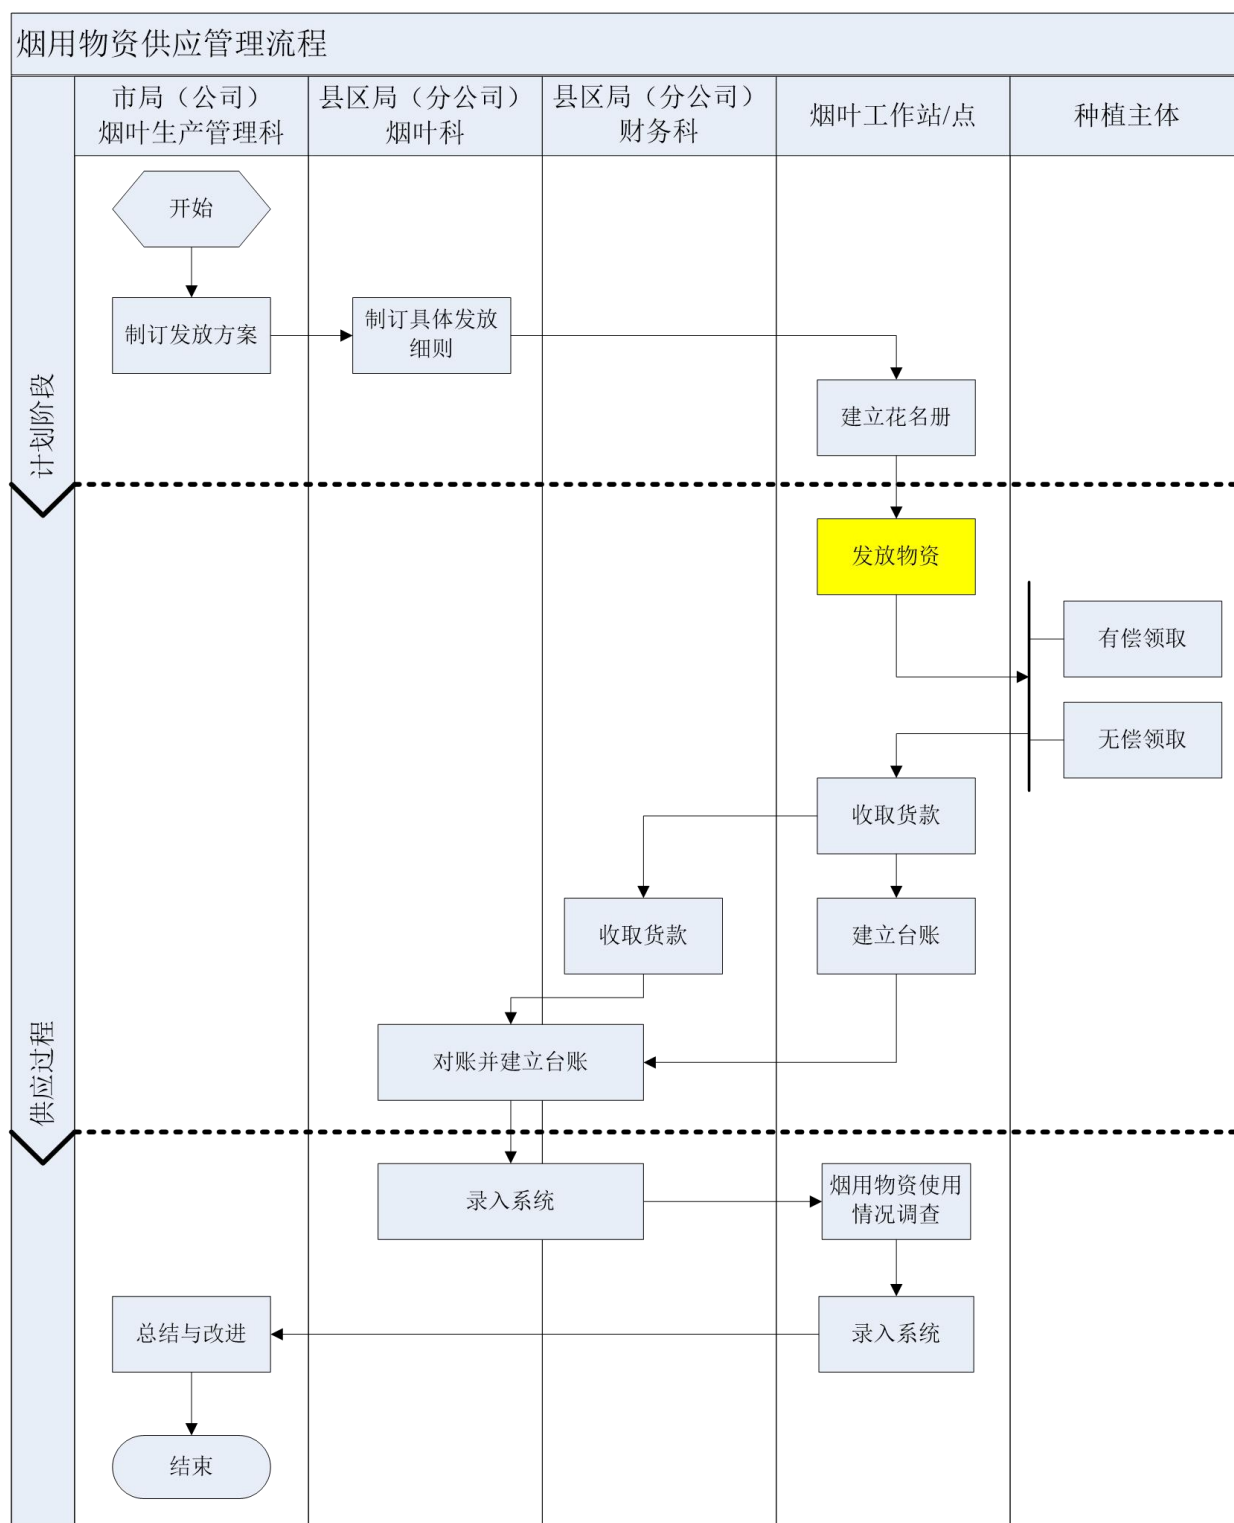 烟用物资供应管理流程
市局（公司）
烟叶生产管理科
县区局（分公司）
烟叶科
县区局（分公司）
财务科
烟叶工作站/点
种植主体
计划阶段
开始
制订发放方案
制订具体发放
细则
建立花名册
供应过程
发放物资
有偿领取
无偿领取
收取货款
收取货款
建立台账
对账并建立台账
录入系统
烟用物资使用
情况调查
总结与改进
录入系统
结束